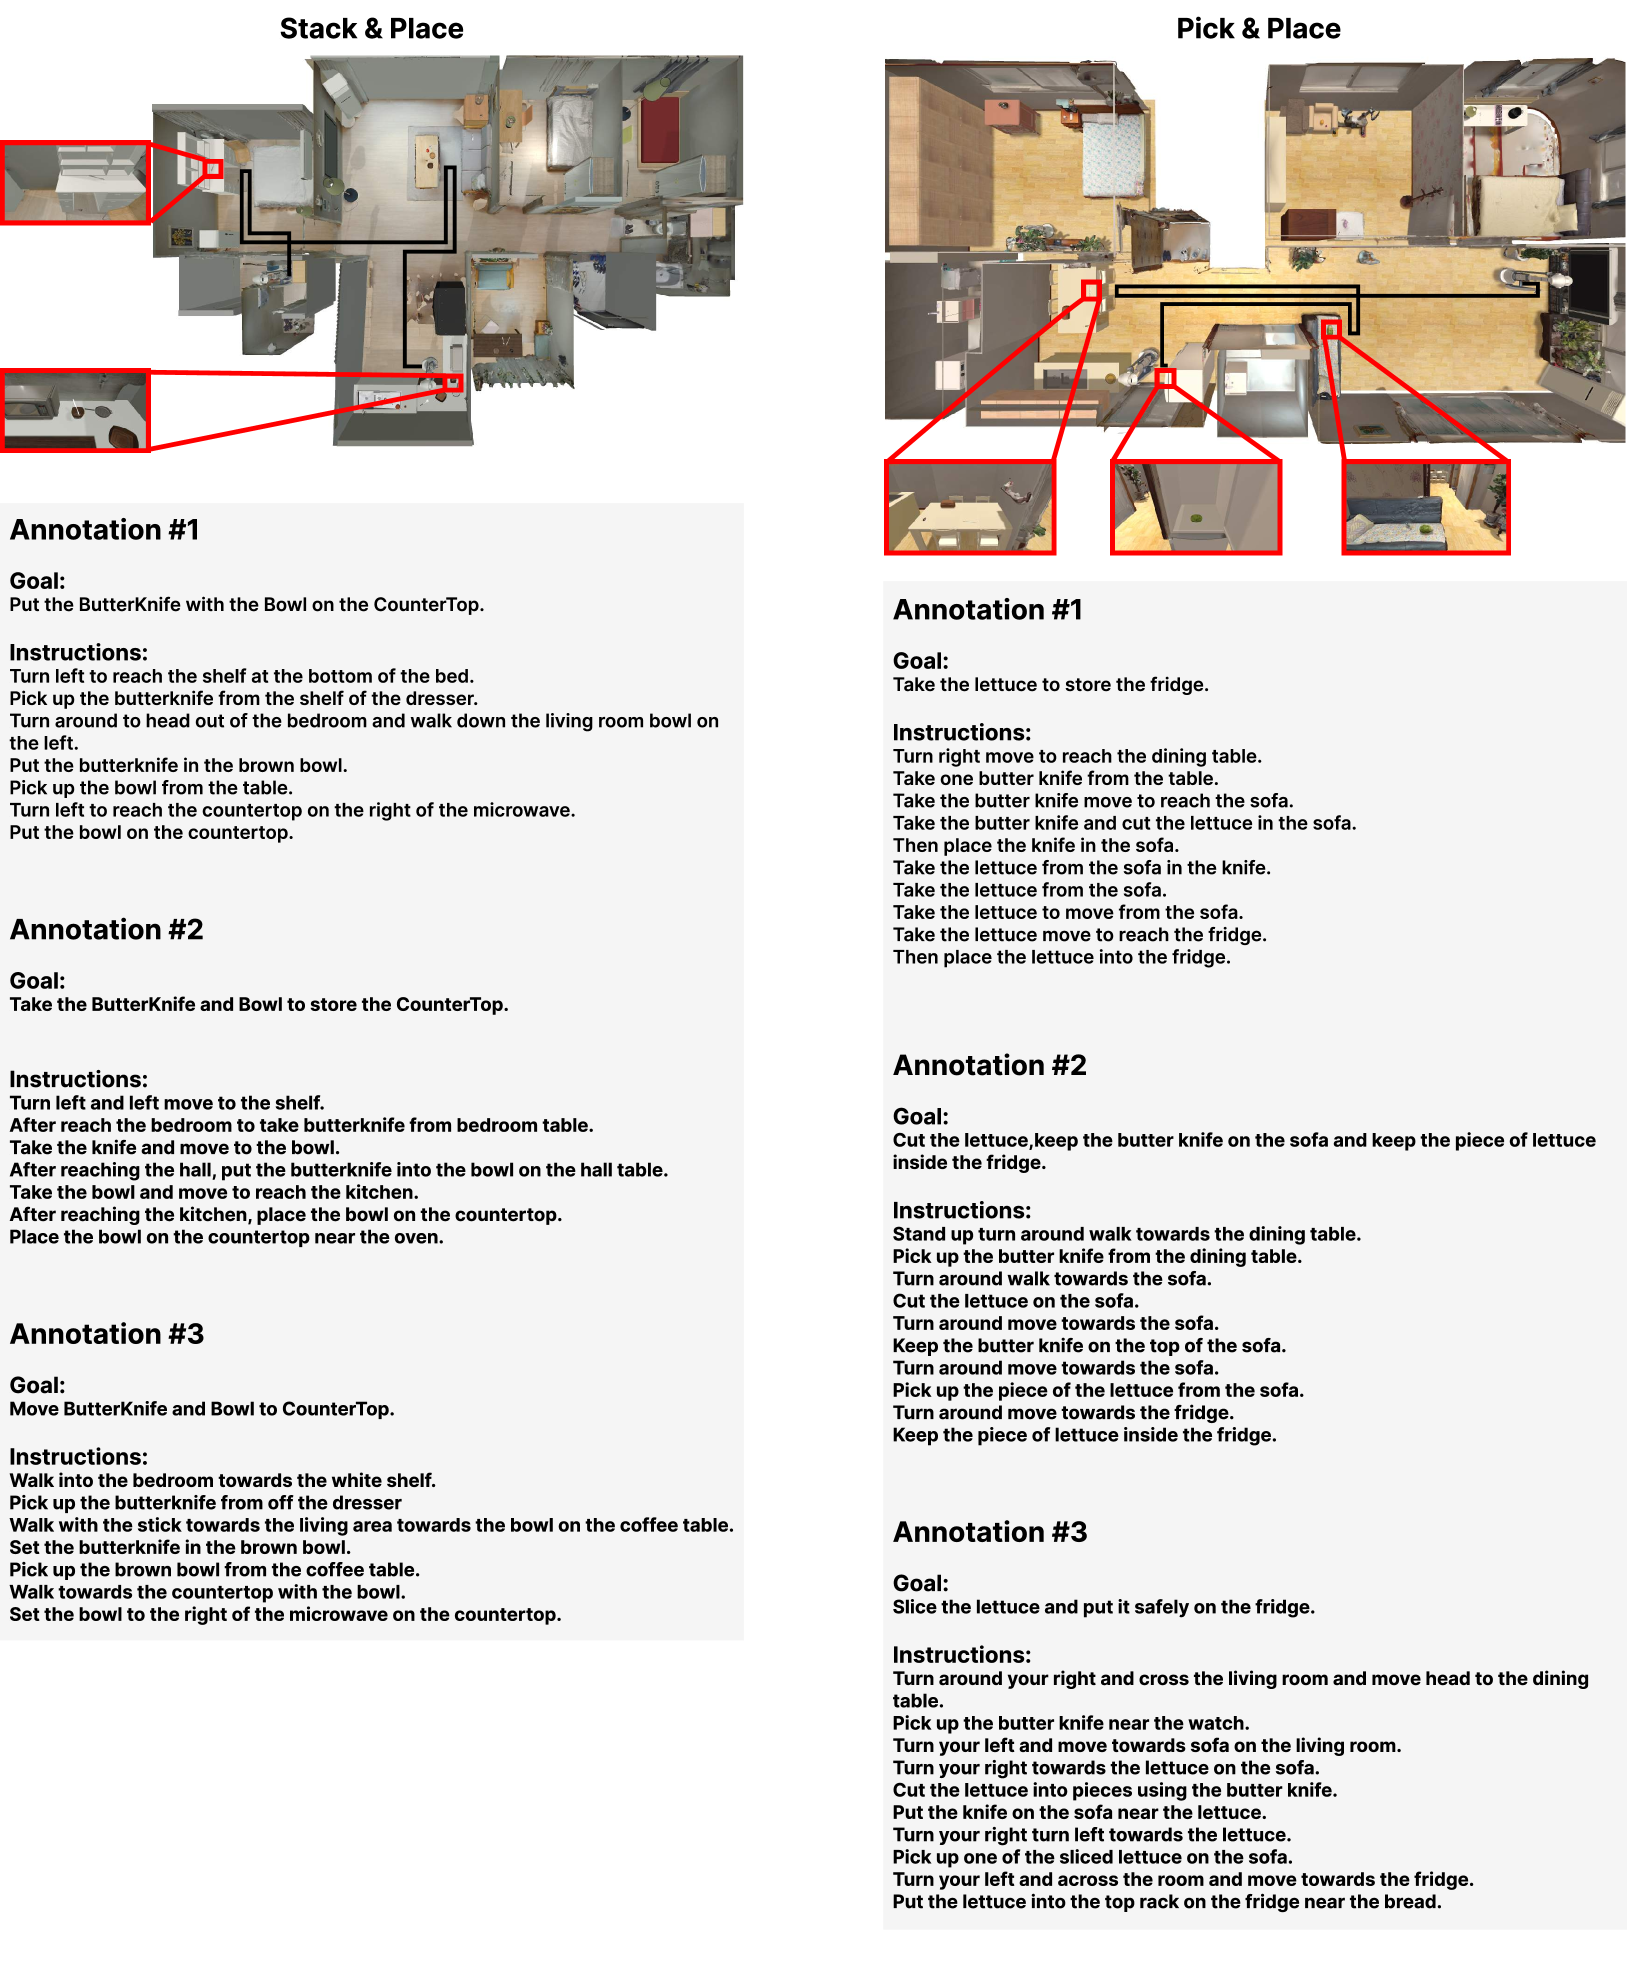 Stack & Place
Annotation #1
Goal:
Put the ButterKnife with the Bowl on the CounterTop.
Instructions:
Turn left to reach the shelf at the bottom of the bed.
Pick up the butterknife from the shelf of the dresser.
Turn around to head out of the bedroom and walk down the living room bowl on
the left.
Put the butterknife in the brown bowl.
Pick up the bowl from the table.
Turn left to reach the countertop on the right of the microwave.
Put the bowl on the countertop.
Annotation #2
Goal:
Take the ButterKnife and Bowl to store the CounterTop.
Instructions:
Turn left and left move to the shelf.
After reach the bedroom to take butterknife from bedroom table.
Take the knife and move to the bowl.
After reaching the hall, put the butterknife into the bowl on the hall table.
Take the bowl and move to reach the kitchen.
After reaching the kitchen, place the bowl on the countertop.
Place the bowl on the countertop near the oven.
Annotation #3
Goal:
Move ButterKnife and Bowl to CounterTop.
Instructions:
Walk into the bedroom towards the white shelf.
Pick up the butterknife from off the dresser
Walk with the stick towards the living area towards the bowl on the coffee table.
Set the butterknife in the brown bowl.
Pick up the brown bowl from the coffee table.
Walk towards the countertop with the bowl.
Set the bowl to the right of the microwave on the countertop.
Pick & Place
Annotation #1
Goal:
Take the lettuce to store the fridge.
Instructions:
Turn right move to reach the dining table.
Take one butter knife from the table.
Take the butter knife move to reach the sofa.
Take the butter knife and cut the lettuce in the sofa.
Then place the knife in the sofa.
Take the lettuce from the sofa in the knife.
Take the lettuce from the sofa.
Take the lettuce to move from the sofa.
Take the lettuce move to reach the fridge.
Then place the lettuce into the fridge.
Annotation #2
Goal:
Cut the lettuce,keep the butter knife on the sofa and keep the piece of lettuce
inside the fridge.
Instructions:
Stand up turn around walk towards the dining table.
Pick up the butter knife from the dining table.
Turn around walk towards the sofa.
Cut the lettuce on the sofa.
Turn around move towards the sofa.
Keep the butter knife on the top of the sofa.
Turn around move towards the sofa.
Pick up the piece of the lettuce from the sofa.
Turn around move towards the fridge.
Keep the piece of lettuce inside the fridge.
Annotation #3
Goal:
Slice the lettuce and put it safely on the fridge.
Instructions:
Turn around your right and cross the living room and move head to the dining
table.
Pick up the butter knife near the watch.
Turn your left and move towards sofa on the living room.
Turn your right towards the lettuce on the sofa.
Cut the lettuce into pieces using the butter knife.
Put the knife on the sofa near the lettuce.
Turn your right turn left towards the lettuce.
Pick up one of the sliced lettuce on the sofa.
Turn your left and across the room and move towards the fridge.
Put the lettuce into the top rack on the fridge near the bread.